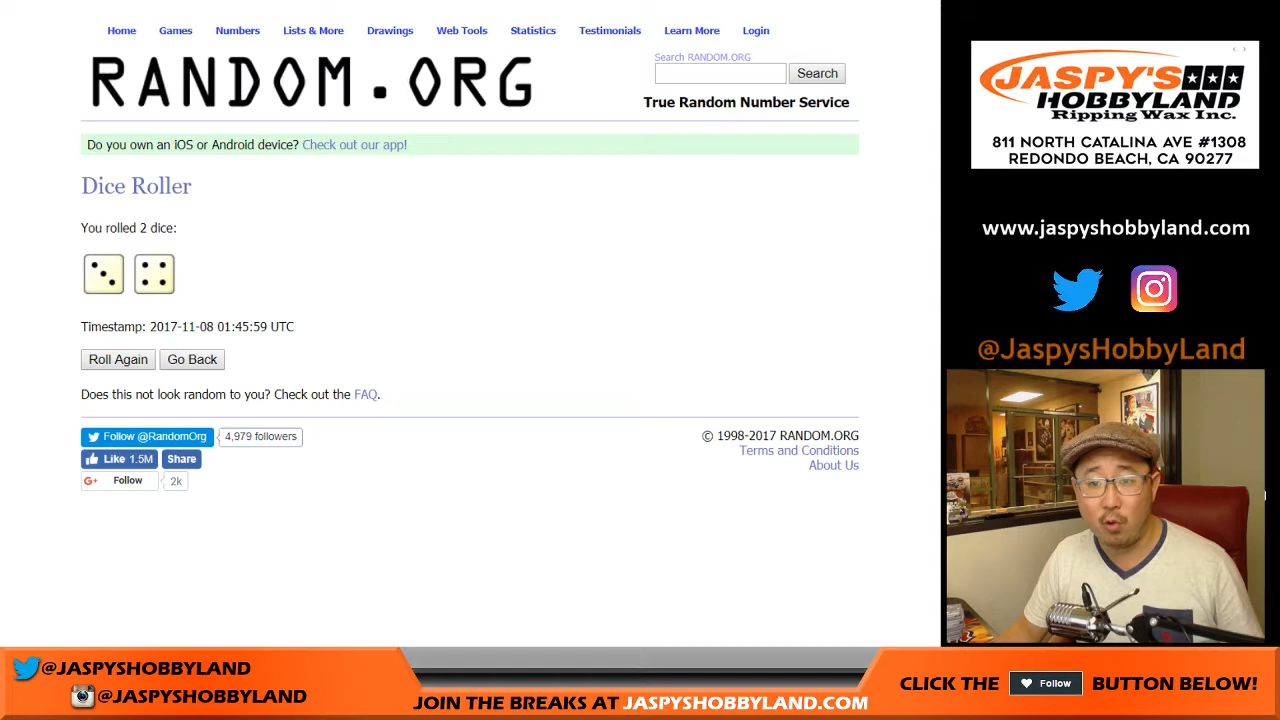 Home Games Numbers Lists & More Drawings Web Tools Statistics Testimonials Learn More Login
RANDOM.ORG
Search RANDOM.ORG
Search
True Random Number Service
Do you own an iOS or Android device? Check out our app!
Dice Roller
You rolled 2 dice:
Timestamp: 2017-11-08 01:45:59 UTC
Roll Again Go Back
Does this not look random to you? Check out the FAQ.
Follow @RandomOrg 4,979 followers
Like 1.5M Share
Follow 2k
© 1998-2017 RANDOM.ORG
Terms and Conditions
About Us
JASPY'S
HOBBYLAND
Ripping Wax Inc.
811 NORTH CATALINA AVE #1308
REDONDO BEACH, CA 90277
www.jaspyshobbyland.com
@JaspysHobbyLand
@JASPYSHOBBYLAND
@JASPYSHOBBYLAND
JOIN THE BREAKS AT JASPYSHOBBYLAND.COM
CLICK THE Follow BUTTON BELOW!